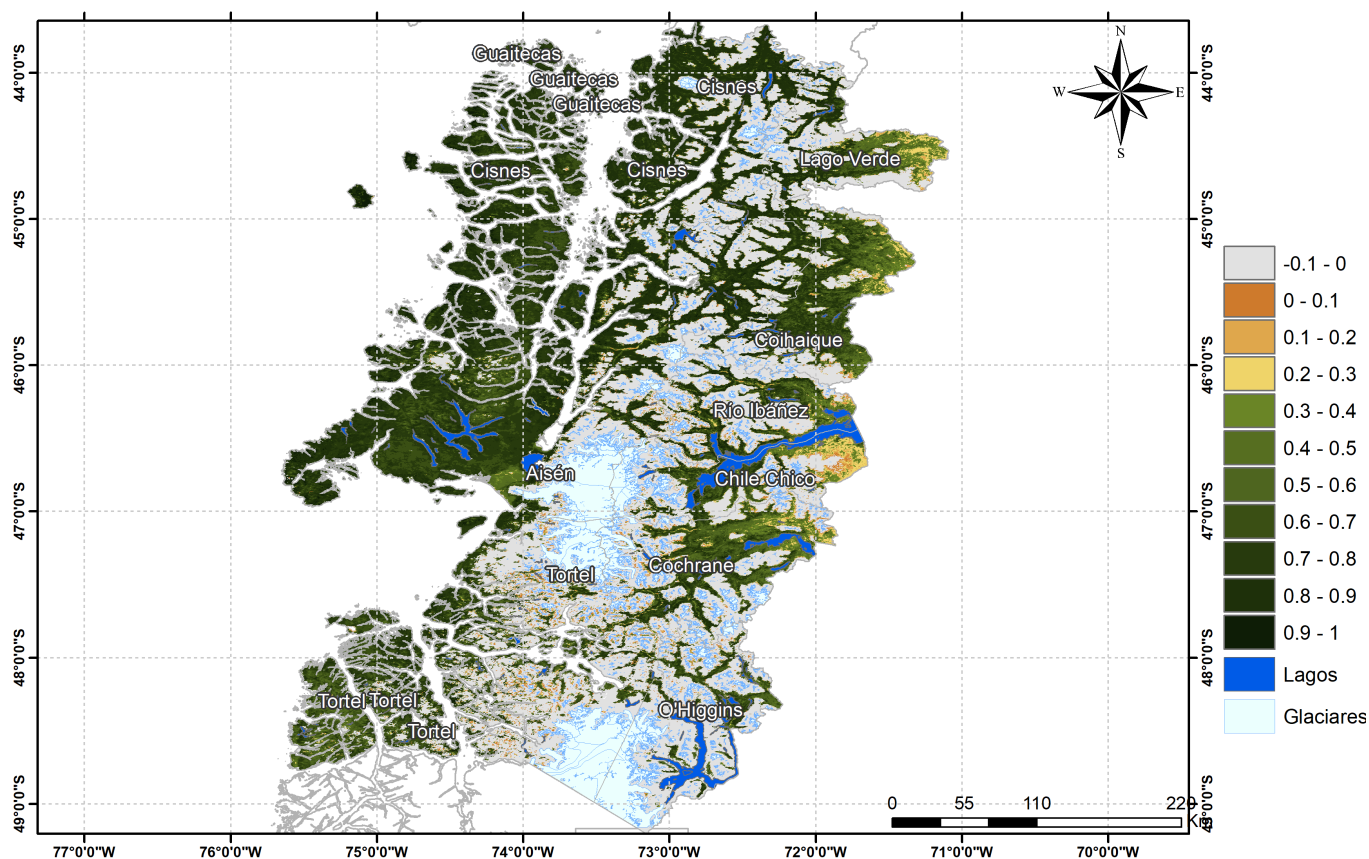 N
W E
S
Guaitecas
Guaitecas
Guaitecas
Cisnes
Cisnes
Cisnes
Lago Verde
Coihaique
Río Ibáñez
Chile Chico
Aisén
Tortel
Cochrane
Tortel
Tortel
Tortel
O'Higgins
44°0'0"S
45°0'0"S
46°0'0"S
47°0'0"S
48°0'0"S
49°0'0"S
44°0'0"S
45°0'0"S
46°0'0"S
47°0'0"S
48°0'0"S
49°0'0"S
-0.1 - 0
0 - 0.1
0.1 - 0.2
0.2 - 0.3
0.3 - 0.4
0.4 - 0.5
0.5 - 0.6
0.6 - 0.7
0.7 - 0.8
0.8 - 0.9
0.9 - 1
Lagos
Glaciares
0 55 110 220
77°0'0"W 76°0'0"W 75°0'0"W 74°0'0"W 73°0'0"W 72°0'0"W 71°0'0"W 70°0'0"W